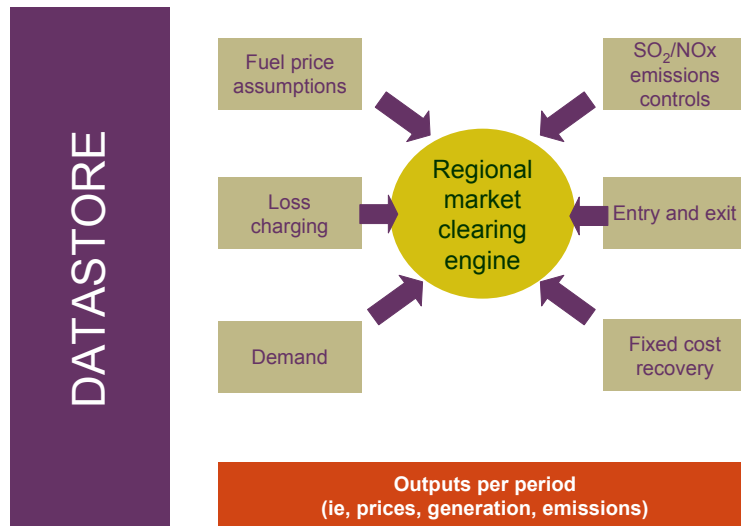 DATASTORE
Fuel price
assumptions
SO₂/NOx
emissions
controls
Regional
market
clearing
engine
Loss
charging
Entry and exit
Demand
Fixed cost
recovery
Outputs per period
(ie, prices, generation, emissions)